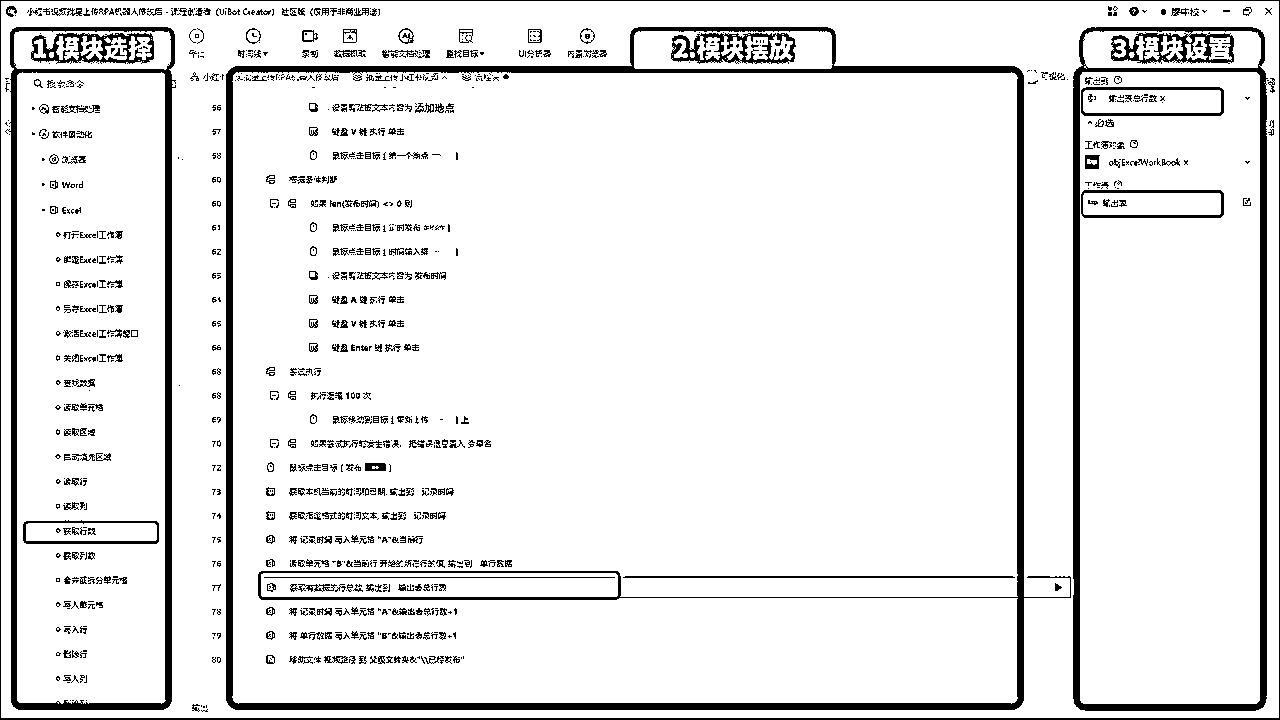 小红书视频批量上传RPA机器人修改后 - 流程创造者 (UiBot Creator) 社区版 (仅用于非商业用途)
1.模块选择
2.模块摆放
3.模块设置
时间线
录制
数据抓取
智能文档处理
查找目标
UI分析器
内置浏览器
可视化
搜索命令
智能文档处理
软件自动化
浏览器
Word
Excel
打开Excel工作簿
绑定Excel工作簿
保存Excel工作簿
另存Excel工作簿
激活Excel工作簿窗口
关闭Excel工作簿
查找数据
读取单元格
读取区域
自动填充区域
读取行
读取列
获取行数
获取列数
合并或拆分单元格
写入单元格
写入行
删除行
写入列
56 设置剪贴板文本内容为 添加地点
57 键盘 V 键 执行 单击
58 鼠标点击目标 [ 第一个地点 ]
60 根据条件判断
60 如果 len(发布时间) <> 0 则
61 鼠标点击目标 [ 定时发布 ]
62 鼠标点击目标 [ 时间输入框 ]
63 设置剪贴板文本内容为 发布时间
64 键盘 A 键 执行 单击
65 键盘 V 键 执行 单击
66 键盘 Enter 键 执行 单击
68 尝试执行
68 执行逻辑 100 次
69 鼠标移动到目标 [ 重新上传 ] 上
70 如果尝试执行时发生错误，把错误信息置入 异常名
72 鼠标点击目标 [ 发布 ]
73 获取本机当前的时间和日期, 输出到 记录时间
74 获取指定格式的时间文本, 输出到 记录时间
75 将 记录时间 写入单元格 "A"&当前行
76 读取单元格 "B"&当前行 开始的所在行的值, 输出到 单行数据
77 获取有数据的行总数, 输出到 输出表总行数
78 将 记录时间 写入单元格 "A"&输出表总行数+1
79 将 单行数据 写入单元格 "B"&输出表总行数+1
80 移动文件 视频路径 到 父级文件夹&"\\已经发布"
输出
输出到
输出表总行数 ×
必选
工作簿对象
objExcelWorkBook ×
工作表
输出表